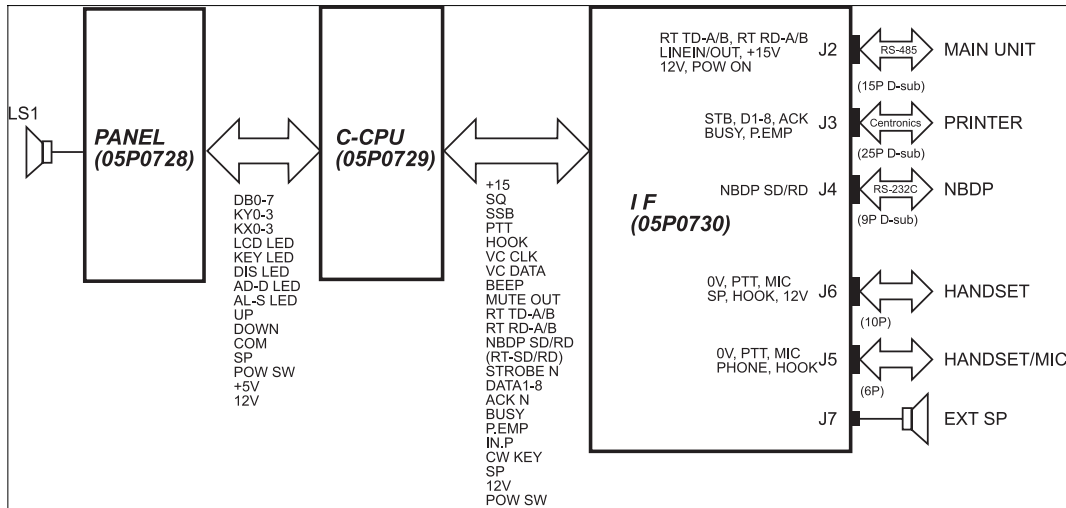 LS1
PANEL
(05P0728)
DB0-7
KY0-3
KX0-3
LCD LED
KEY LED
DIS LED
AD-D LED
AL-S LED
UP
DOWN
COM
SP
POW SW
+5V
12V
C-CPU
(05P0729)
+15
SQ
SSB
PTT
HOOK
VC CLK
VC DATA
BEEP
MUTE OUT
RT TD-A/B
RT RD-A/B
NBDP SD/RD
(RT-SD/RD)
STROBE N
DATA1-8
ACK N
BUSY
P.EMP
IN.P
CW KEY
SP
12V
POW SW
I F
(05P0730)
RT TD-A/B, RT RD-A/B
LINEIN/OUT, +15V
12V, POW ON
J2
RS-485
MAIN UNIT
(15P D-sub)
STB, D1-8, ACK
BUSY, P.EMP
J3
Centronics
PRINTER
(25P D-sub)
NBDP SD/RD
J4
RS-232C
NBDP
(9P D-sub)
0V, PTT, MIC
SP, HOOK, 12V
J6
HANDSET
(10P)
0V, PTT, MIC
PHONE, HOOK
J5
HANDSET/MIC
(6P)
J7
EXT SP